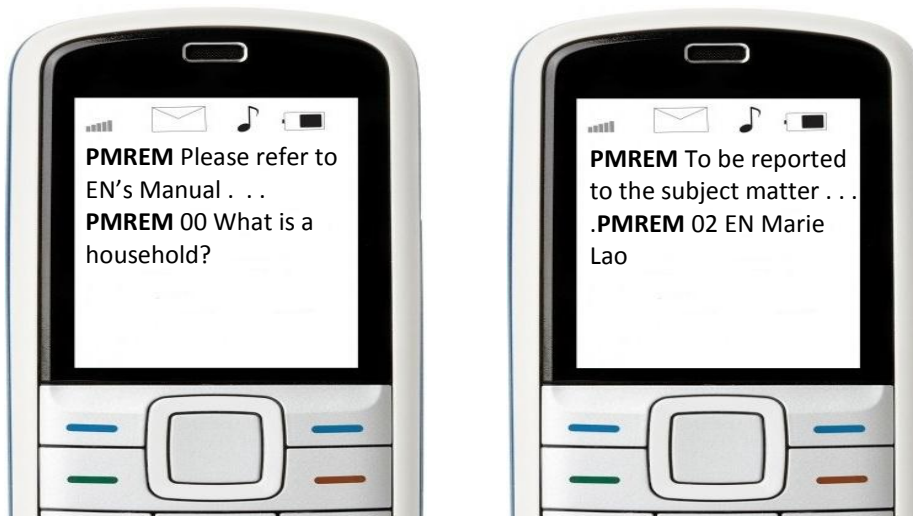 PMREM Please refer to
EN’s Manual . . .
PMREM 00 What is a
household?
PMREM To be reported
to the subject matter . . .
.PMREM 02 EN Marie
Lao